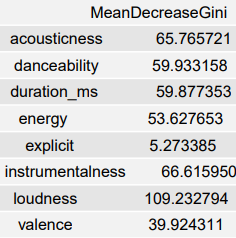 MeanDecreaseGini
acousticness 65.765721
danceability 59.933158
duration_ms 59.877353
energy 53.627653
explicit 5.273385
instrumentalness 66.615950
loudness 109.232794
valence 39.924311